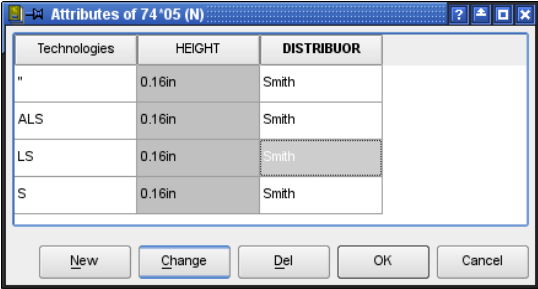 Attributes of 74*05 (N)
Technologies HEIGHT DISTRIBUOR
" 0.16in Smith
ALS 0.16in Smith
LS 0.16in Smith
S 0.16in Smith
New Change Del OK Cancel